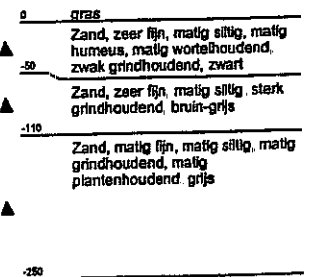 0 gras
Zand, zeer fijn, matig siltig, matig
humeus, matig wortelhoudend,
-50 zwak grindhoudend, zwart
Zand, zeer fijn, matig siltig, sterk
grindhoudend, bruin-grijs
-110
Zand, matig fijn, matig siltig, matig
grindhoudend, matig
plantenhoudend, grijs
-250